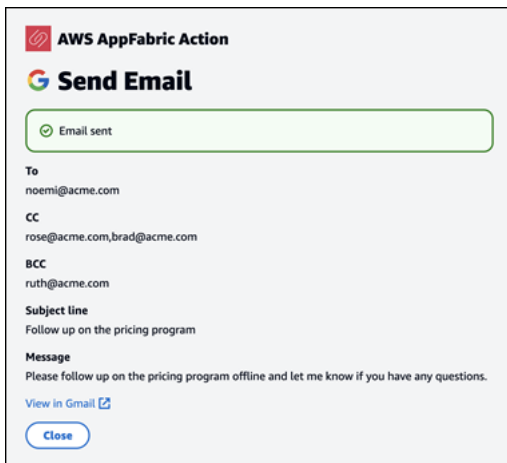 AWS AppFabric Action
Send Email
Email sent
To
noemi@acme.com
CC
rose@acme.com,brad@acme.com
BCC
ruth@acme.com
Subject line
Follow up on the pricing program
Message
Please follow up on the pricing program offline and let me know if you have any questions.
View in Gmail
Close